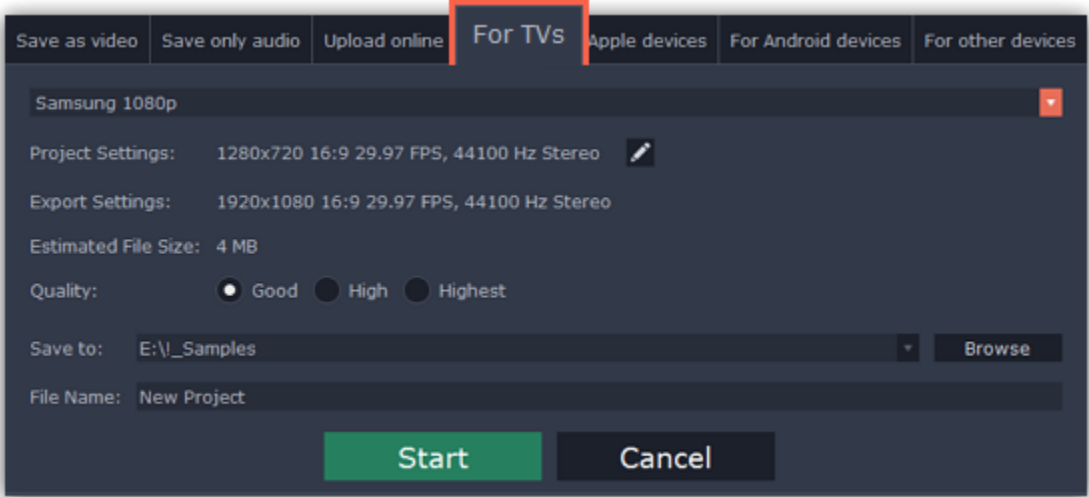 Save as video Save only audio Upload online For TVs Apple devices For Android devices For other devices
Samsung 1080p
Project Settings: 1280x720 16:9 29.97 FPS, 44100 Hz Stereo
Export Settings: 1920x1080 16:9 29.97 FPS, 44100 Hz Stereo
Estimated File Size: 4 MB
Quality: Good High Highest
Save to: E:\!_Samples Browse
File Name: New Project
Start Cancel